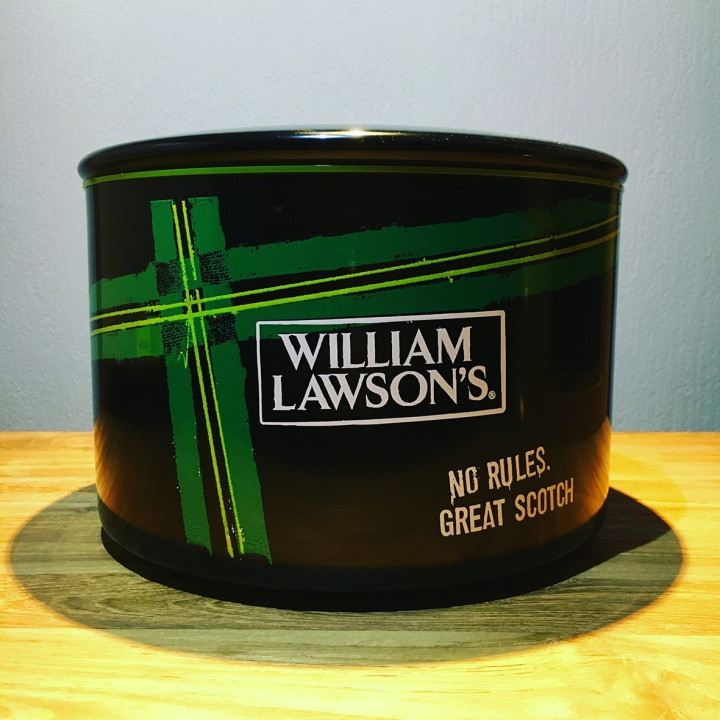 WILLIAM
LAWSON'S®
NO RULES.
GREAT SCOTCH